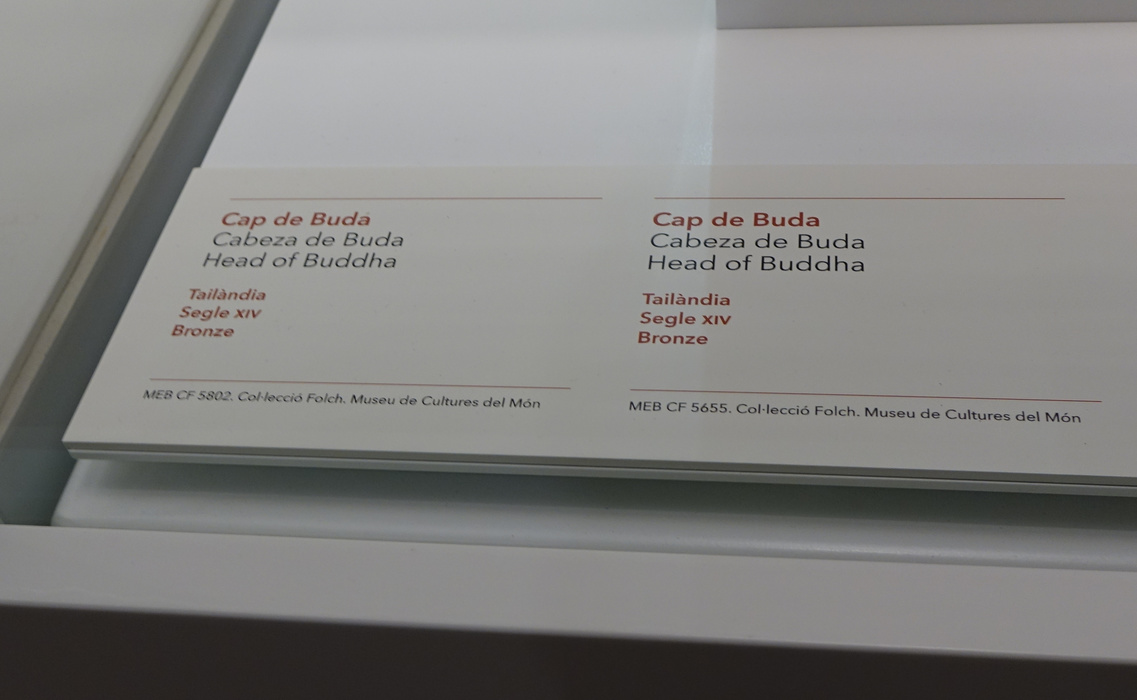 Cap de Budá
Cabeza de Buda
Head of Buddha
Tailàndia
Segle XIV
Bronze
MEB CF 5802. Col·lecció Folch. Museu de Cultures del Món
Cap de Buda
Cabeza de Buda
Head of Buddha
Tailàndia
Segle XIV
Bronze
MEB CF 5655. Col·lecció Folch. Museu de Cultures del Món